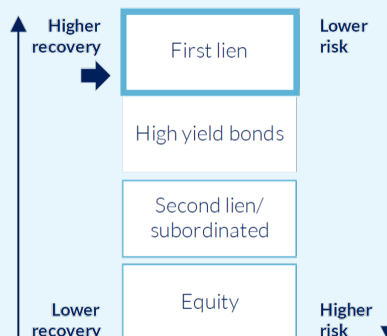 Higher
recovery
First lien
Lower
risk
High yield bonds
Second lien/
subordinated
Lower
recovery
Equity
Higher
risk